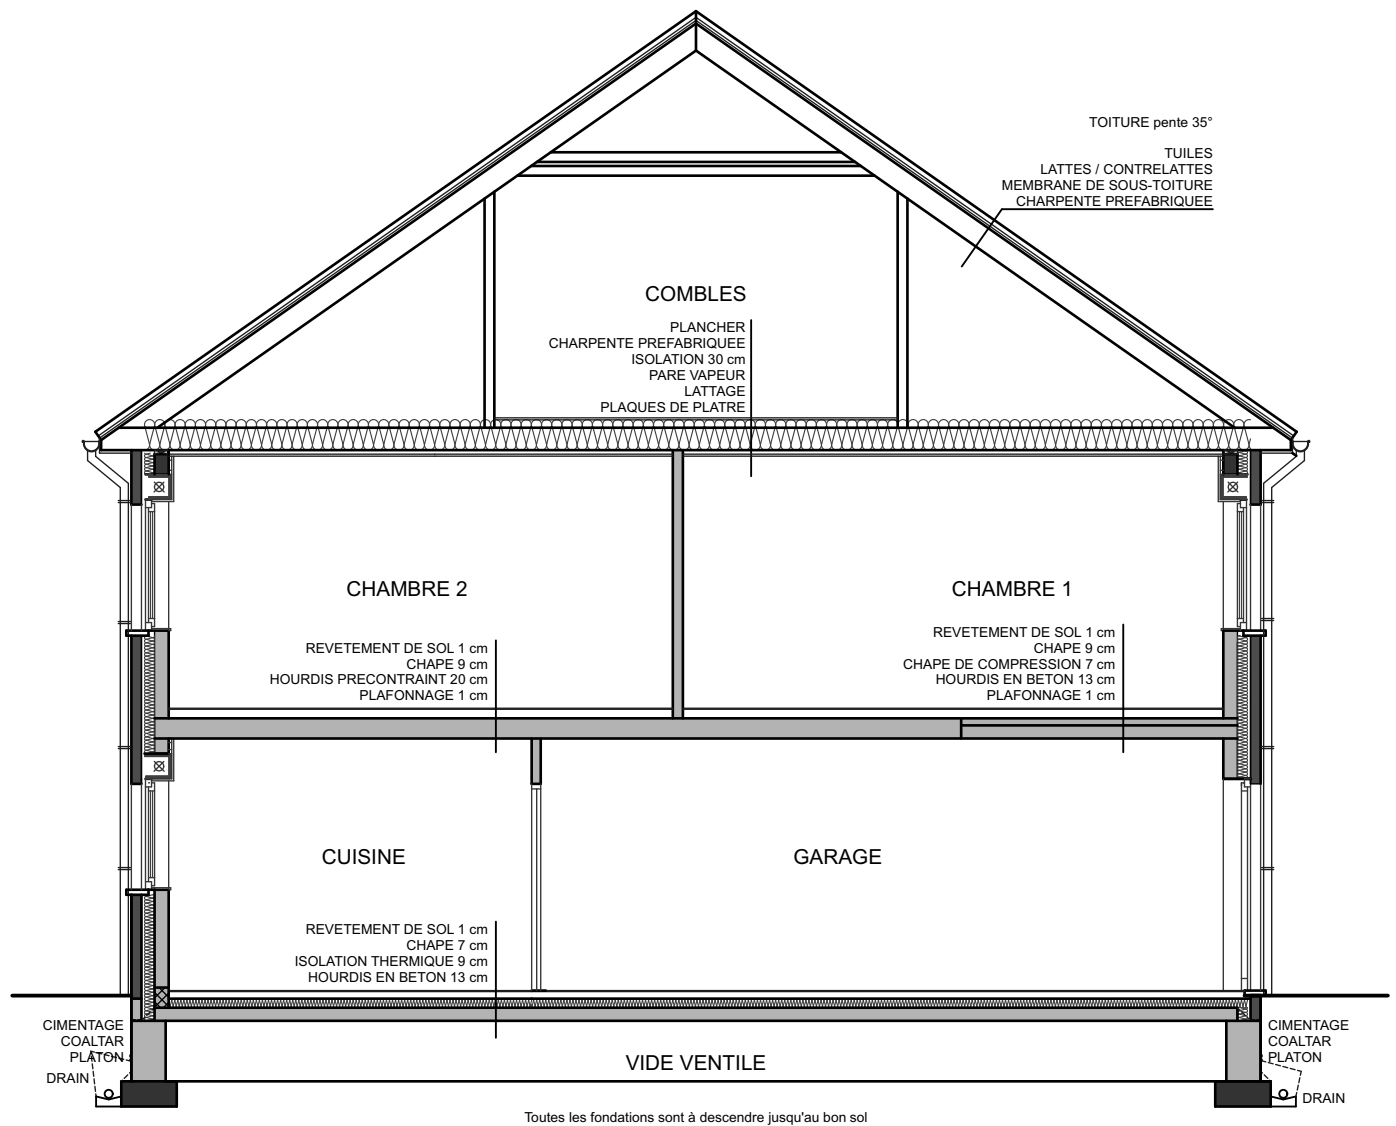 TOITURE pente 35°
TUILES
LATTES / CONTRELATTES
MEMBRANE DE SOUS-TOITURE
CHARPENTE PREFABRIQUEE
COMBLES
PLANCHER
CHARPENTE PREFABRIQUEE
ISOLATION 30 cm
PARE VAPEUR
LATTAGE
PLAQUES DE PLATRE
CHAMBRE 2
REVETEMENT DE SOL 1 cm
CHAPE 9 cm
HOURDIS PRECONTRAINT 20 cm
PLAFONNAGE 1 cm
CHAMBRE 1
REVETEMENT DE SOL 1 cm
CHAPE 9 cm
CHAPE DE COMPRESSION 7 cm
HOURDIS EN BETON 13 cm
PLAFONNAGE 1 cm
CUISINE
REVETEMENT DE SOL 1 cm
CHAPE 7 cm
ISOLATION THERMIQUE 9 cm
HOURDIS EN BETON 13 cm
GARAGE
CIMENTAGE
COALTAR
PLATON
DRAIN
VIDE VENTILE
CIMENTAGE
COALTAR
PLATON
DRAIN
Toutes les fondations sont à descendre jusqu'au bon sol